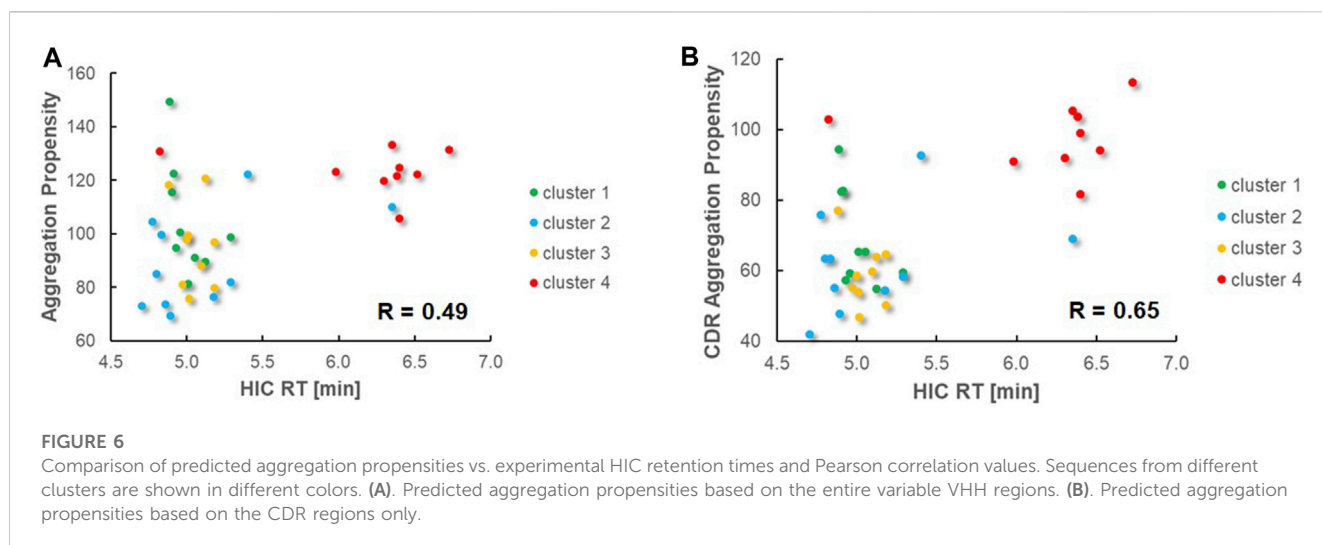 A
Aggregation Propensity
160
140
120
100
80
60
4.5 5.0 5.5 6.0 6.5 7.0
HIC RT [min]
cluster 1
cluster 2
cluster 3
cluster 4
R = 0.49
B
CDR Aggregation Propensity
120
100
80
60
40
4.5 5.0 5.5 6.0 6.5 7.0
HIC RT [min]
cluster 1
cluster 2
cluster 3
cluster 4
R = 0.65
FIGURE 6
Comparison of predicted aggregation propensities vs. experimental HIC retention times and Pearson correlation values. Sequences from different
clusters are shown in different colors. (A). Predicted aggregation propensities based on the entire variable VHH regions. (B). Predicted aggregation
propensities based on the CDR regions only.